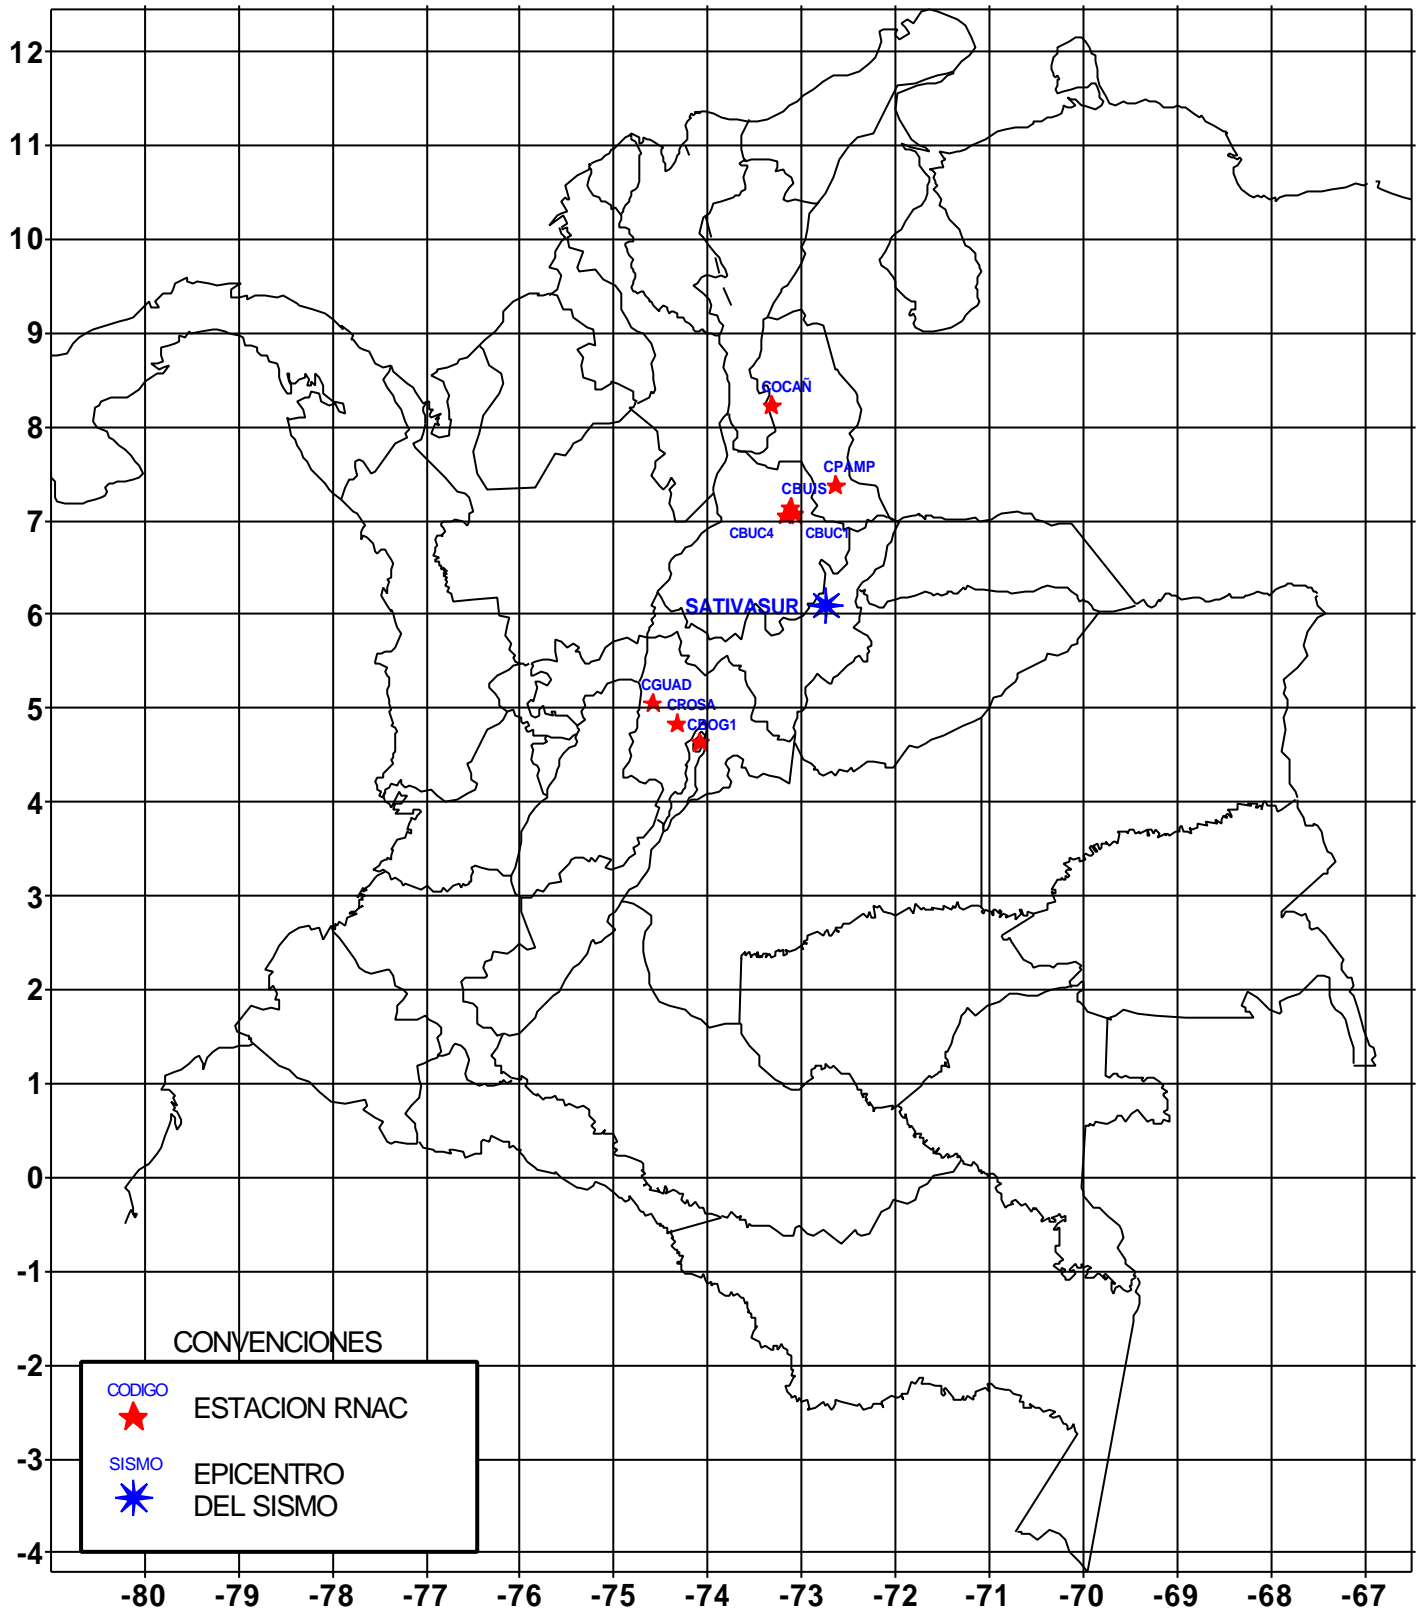 12
11
10
9
8
7
6
5
4
3
2
1
0
-1
-2
-3
-4
COCAÑ
CPAMP
CBUIS
CBUC4
CBUC1
SATIVASUR
CGUAD
CROSA
CBOG1
CONVENCIONES
CODIGO
ESTACION RNAC
SISMO
EPICENTRO
DEL SISMO
-80 -79 -78 -77 -76 -75 -74 -73 -72 -71 -70 -69 -68 -67